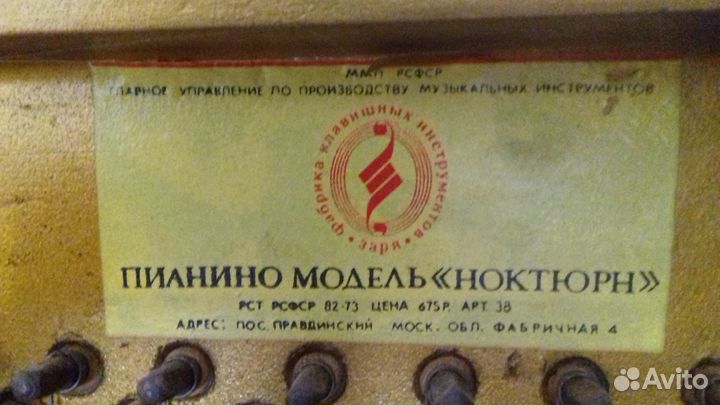 ММП РСФСР
ГЛАВНОЕ УПРАВЛЕНИЕ ПО ПРОИЗВОДСТВУ МУЗЫКАЛЬНЫХ ИНСТРУМЕНТОВ
фабрика клавишных инструментов
• заря •
ПИАНИНО МОДЕЛЬ «НОКТЮРН»
РСТ РСФСР 82-73 ЦЕНА 675Р. АРТ. 38
АДРЕС: ПОС. ПРАВДИНСКИЙ МОСК. ОБЛ. ФАБРИЧНАЯ 4
Avito